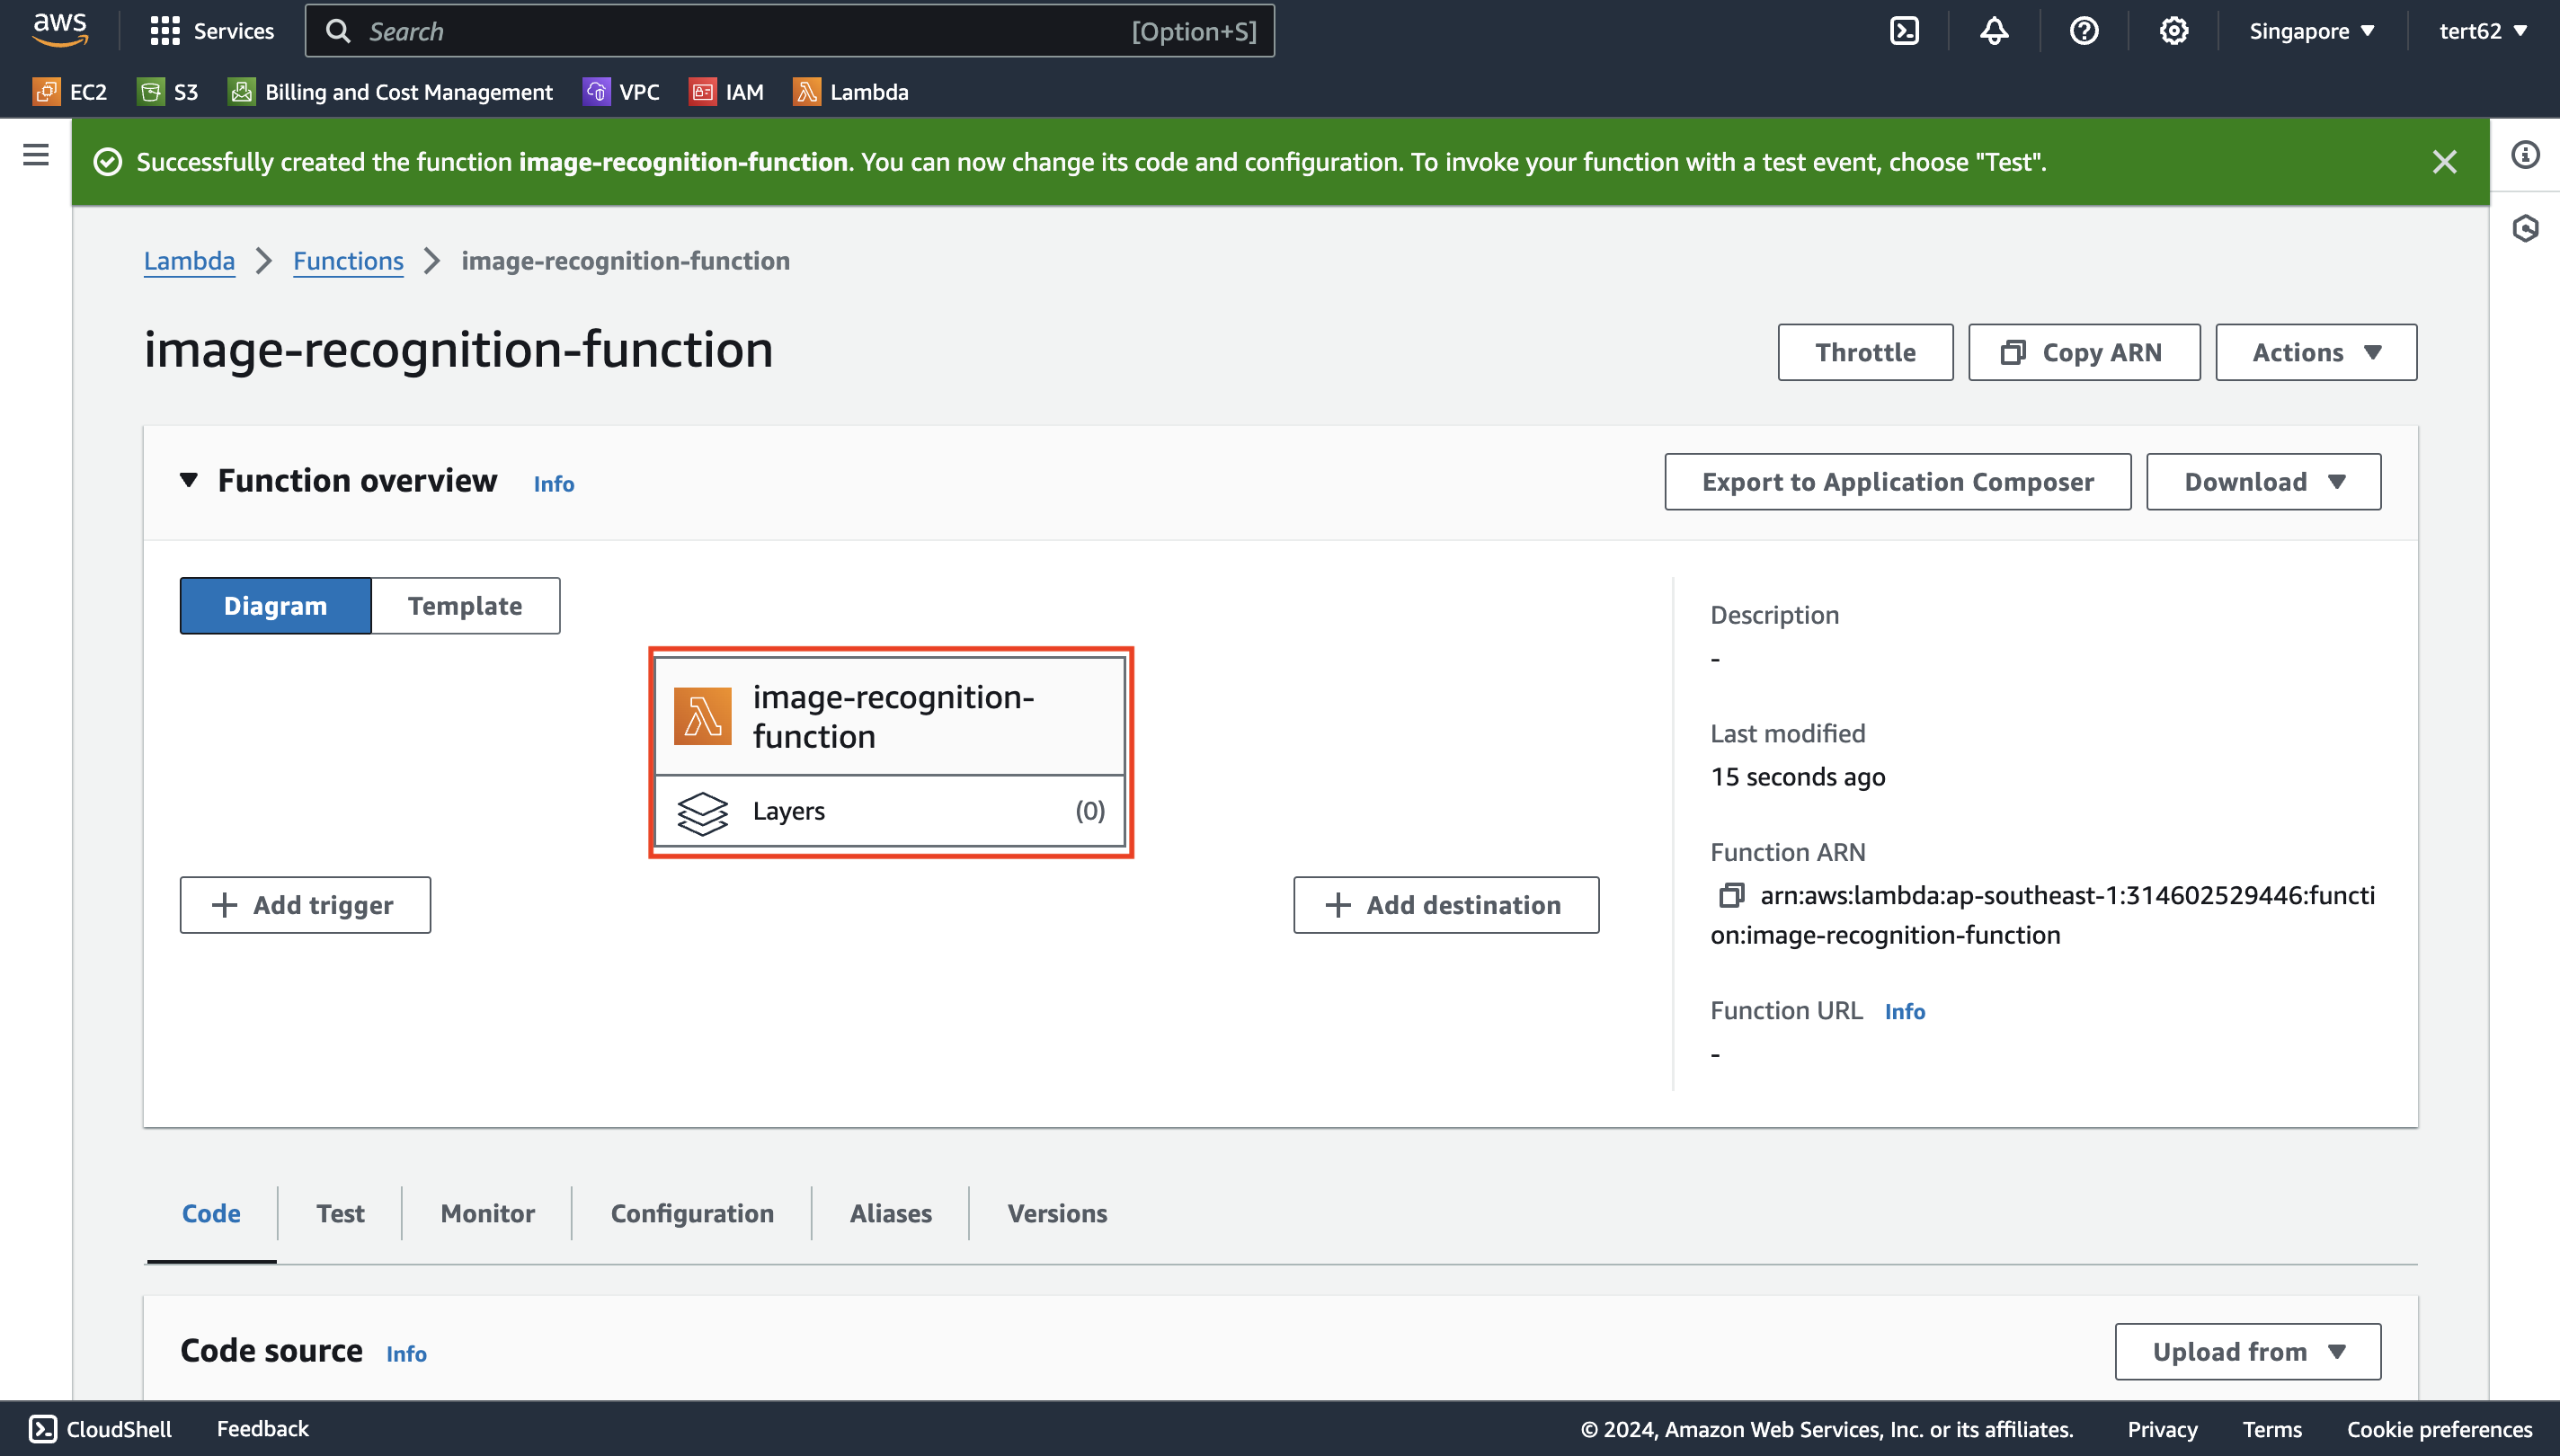 aws
Services
Search [Option+S]
Singapore
tert62
EC2
S3
Billing and Cost Management
VPC
IAM
Lambda
Successfully created the function image-recognition-function. You can now change its code and configuration. To invoke your function with a test event, choose "Test".
Lambda
Functions
image-recognition-function
image-recognition-function
Throttle
Copy ARN
Actions
Function overview
Info
Export to Application Composer
Download
Diagram
Template
image-recognition-
function
Layers (0)
Add trigger
Add destination
Description
-
Last modified
15 seconds ago
Function ARN
arn:aws:lambda:ap-southeast-1:314602529446:functi
on:image-recognition-function
Function URL
Info
-
Code
Test
Monitor
Configuration
Aliases
Versions
Code source
Info
Upload from
CloudShell
Feedback
© 2024, Amazon Web Services, Inc. or its affiliates.
Privacy
Terms
Cookie preferences